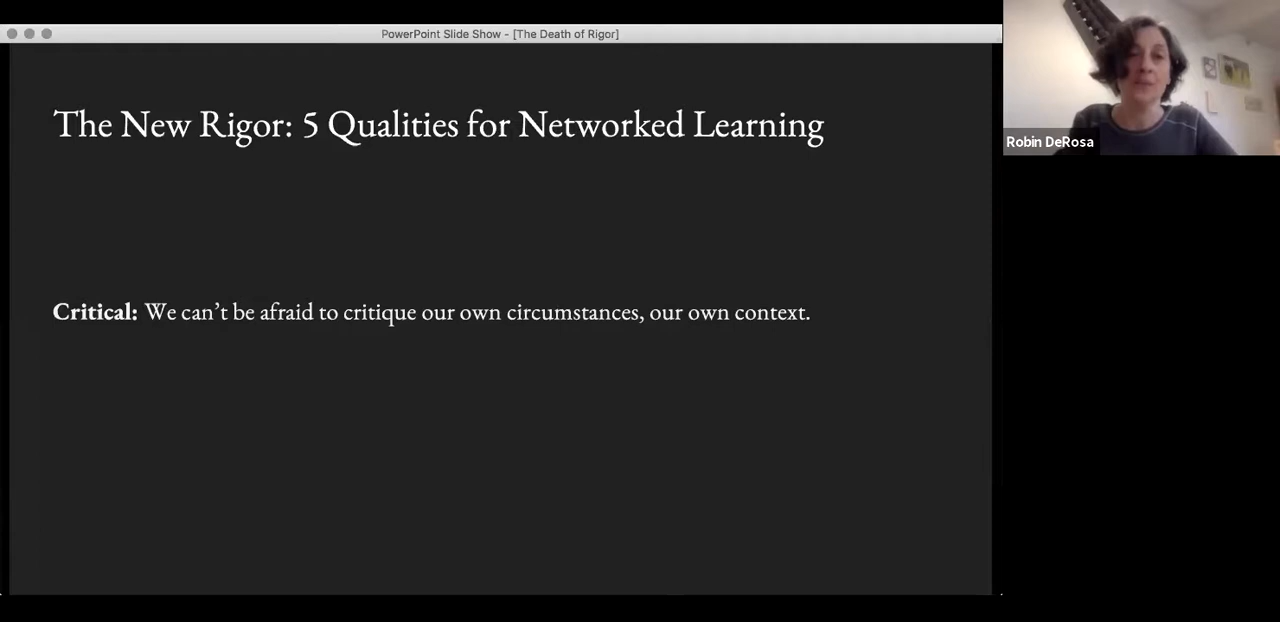 PowerPoint Slide Show - [The Death of Rigor]
The New Rigor: 5 Qualities for Networked Learning
Critical: We can’t be afraid to critique our own circumstances, our own context.
Robin DeRosa